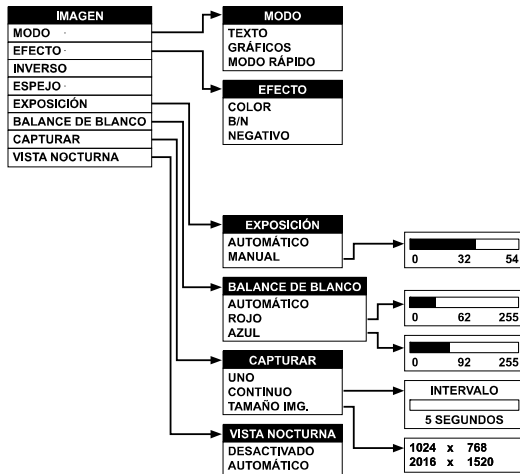 IMAGEN
MODO
EFECTO
INVERSO
ESPEJO
EXPOSICIÓN
BALANCE DE BLANCO
CAPTURAR
VISTA NOCTURNA
MODO
TEXTO
GRÁFICOS
MODO RÁPIDO
EFECTO
COLOR
B/N
NEGATIVO
EXPOSICIÓN
AUTOMÁTICO
MANUAL
0 32 54
BALANCE DE BLANCO
AUTOMÁTICO
ROJO
AZUL
0 62 255
0 92 255
CAPTURAR
UNO
CONTINUO
TAMAÑO IMG.
INTERVALO
5 SEGUNDOS
1024 x 768
2016 x 1520
VISTA NOCTURNA
DESACTIVADO
AUTOMÁTICO